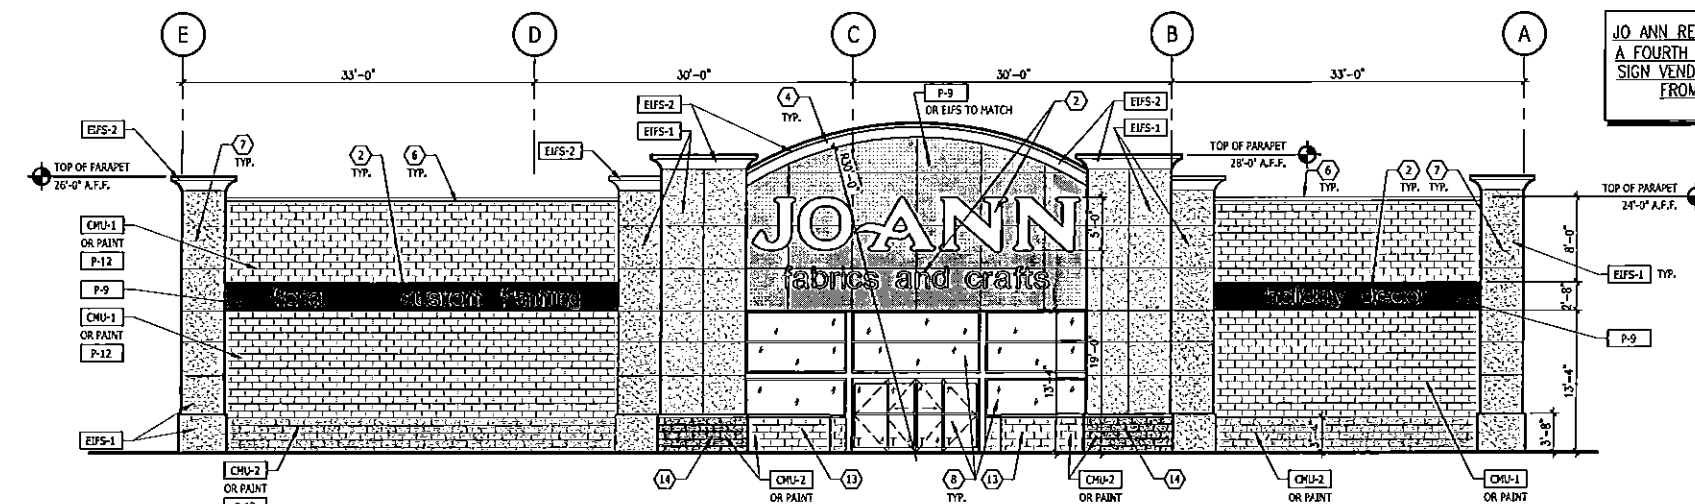 E
D
C
B
A
33'-0"
30'-0"
30'-0"
33'-0"
JO ANN RE
A FOURTH
SIGN VEND
FROM
EIFS-2
7
TYP.
2
TYP.
6
TYP.
EIFS-2
EIFS-2
EIFS-1
4
TYP.
P-9
OR EIFS TO MATCH
2
EIFS-2
EIFS-1
TOP OF PARAPET
28'-0" A.F.F.
6
TYP.
2
TYP.
7
TYP.
TOP OF PARAPET
24'-0" A.F.F.
TOP OF PARAPET
26'-0" A.F.F.
R30'-0"
CMU-1
OR PAINT
P-12
P-9
CMU-1
OR PAINT
P-12
EIFS-1
JO-ANN
fabrics and crafts
5'-0"
custom framing
holiday decor
8'-0"
2'-8"
13'-4"
3'-8"
19'-0"
13'-4"
EIFS-1 TYP.
P-9
CMU-2
OR PAINT
14
CMU-2
OR PAINT
13
8
TYP.
13
CMU-2
OR PAINT
14
CMU-2
OR PAINT
CMU-1
OR PAINT